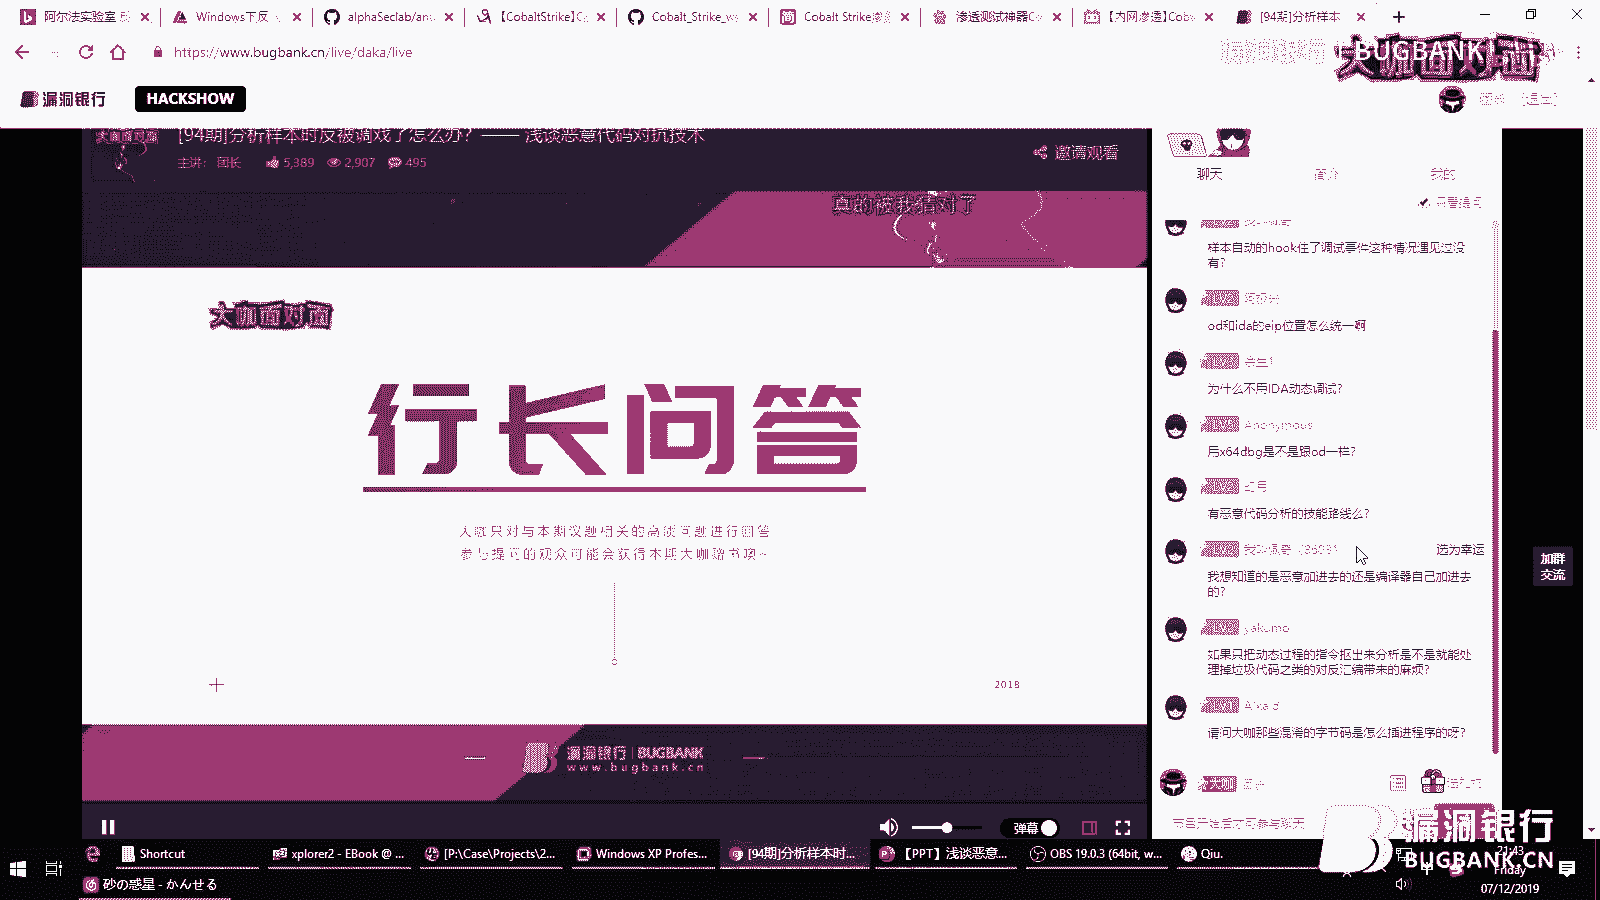 阿尔法实验室
Windows下反
alphaSeclab/an
【CobaltStrike】C
Cobalt_Strike_w
Cobalt Strike渗
渗透测试神器Co
【内网渗透】Cob
[94期]分析样本
https://www.bugbank.cn/live/daka/live
BUGBANK
大咖面对面
漏洞银行
HACKSHOW
[94期]分析样本时反被调戏了怎么办？—— 浅谈恶意代码对抗技术
主讲：
5,389
2,907
495
邀请观看
聊天
简介
我的
只看提问
真的被我猜对了
大咖面对面
行长问答
大咖只对与本期议题相关的高质问题进行回答
参与提问的观众可能会获得本期大咖赠书噢~
2018
漏洞银行 | BUGBANK
www.bugbank.cn
样本自动的hook住了调试事件这种情况遇见过没
有？
od和ida的eip位置怎么统一啊
为什么不用IDA动态调试？
Anonymous
用x64dbg是不是跟od一样？
有恶意代码分析的技能路线么？
选为幸运
我想知道的是恶意加进去的还是编译器自己加进去
的？
yakumo
如果只把动态过程的指令抠出来分析是不是就能处
理掉垃圾代码之类的对反汇编带来的麻烦？
请问大咖那些混淆的字节码是怎么插进程序的呀？
加群
交流
大咖
弹幕
漏洞银行
BUGBANK.CN
Shortcut
xplorer2 - EBook @ ...
[P:\Case\Projects\2...
Windows XP Profes...
[94期]分析样本时...
【PPT】浅谈恶意...
OBS 19.0.3 (64bit, w...
Qiu.
21:43
Friday
07/12/2019
砂の惑星 - かんせる